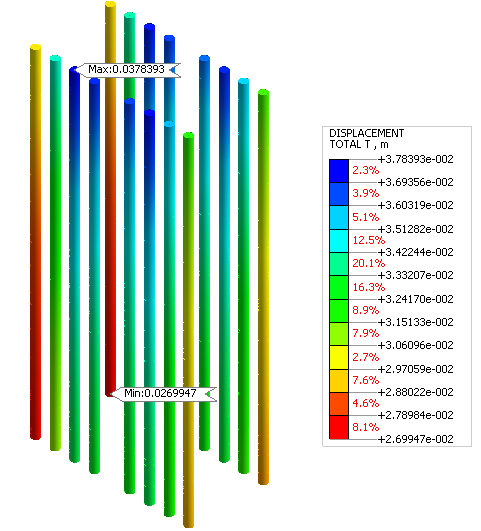 Max:0.0378393
Min:0.0269947
DISPLACEMENT
TOTAL T , m
+3.78393e-002
2.3%
+3.69356e-002
3.9%
+3.60319e-002
5.1%
+3.51282e-002
12.5%
+3.42244e-002
20.1%
+3.33207e-002
16.3%
+3.24170e-002
8.9%
+3.15133e-002
7.9%
+3.06096e-002
2.7%
+2.97059e-002
7.6%
+2.88022e-002
4.6%
+2.78984e-002
8.1%
+2.69947e-002